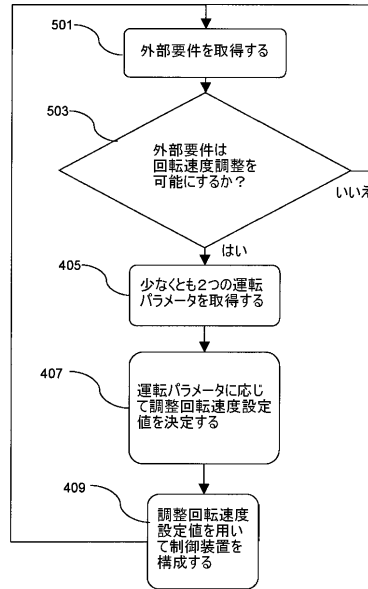 501
外部要件を取得する
503
外部要件は
回転速度調整を
可能にするか？
いいえ
はい
405
少なくとも2つの運転
パラメータを取得する
407
運転パラメータに応じ
て調整回転速度設定
値を決定する
409
調整回転速度
設定値を用い
て制御装置を
構成する